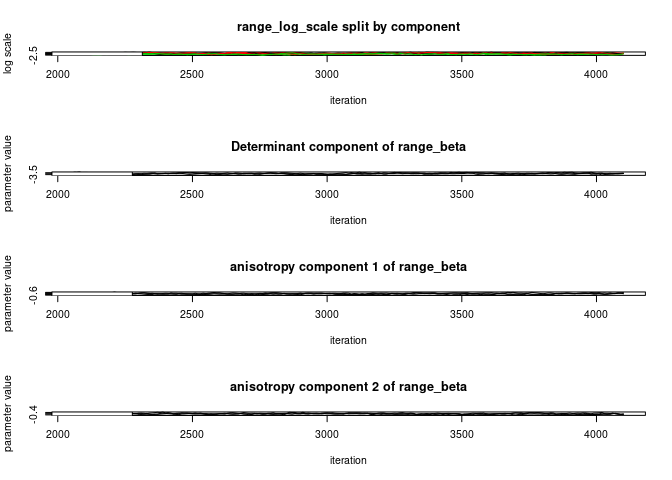 range_log_scale split by component
log scale
-2.5
2000 2500 3000 3500 4000
iteration
Determinant component of range_beta
parameter value
-3.5
2000 2500 3000 3500 4000
iteration
anisotropy component 1 of range_beta
parameter value
-0.6
2000 2500 3000 3500 4000
iteration
anisotropy component 2 of range_beta
parameter value
-0.4
2000 2500 3000 3500 4000
iteration